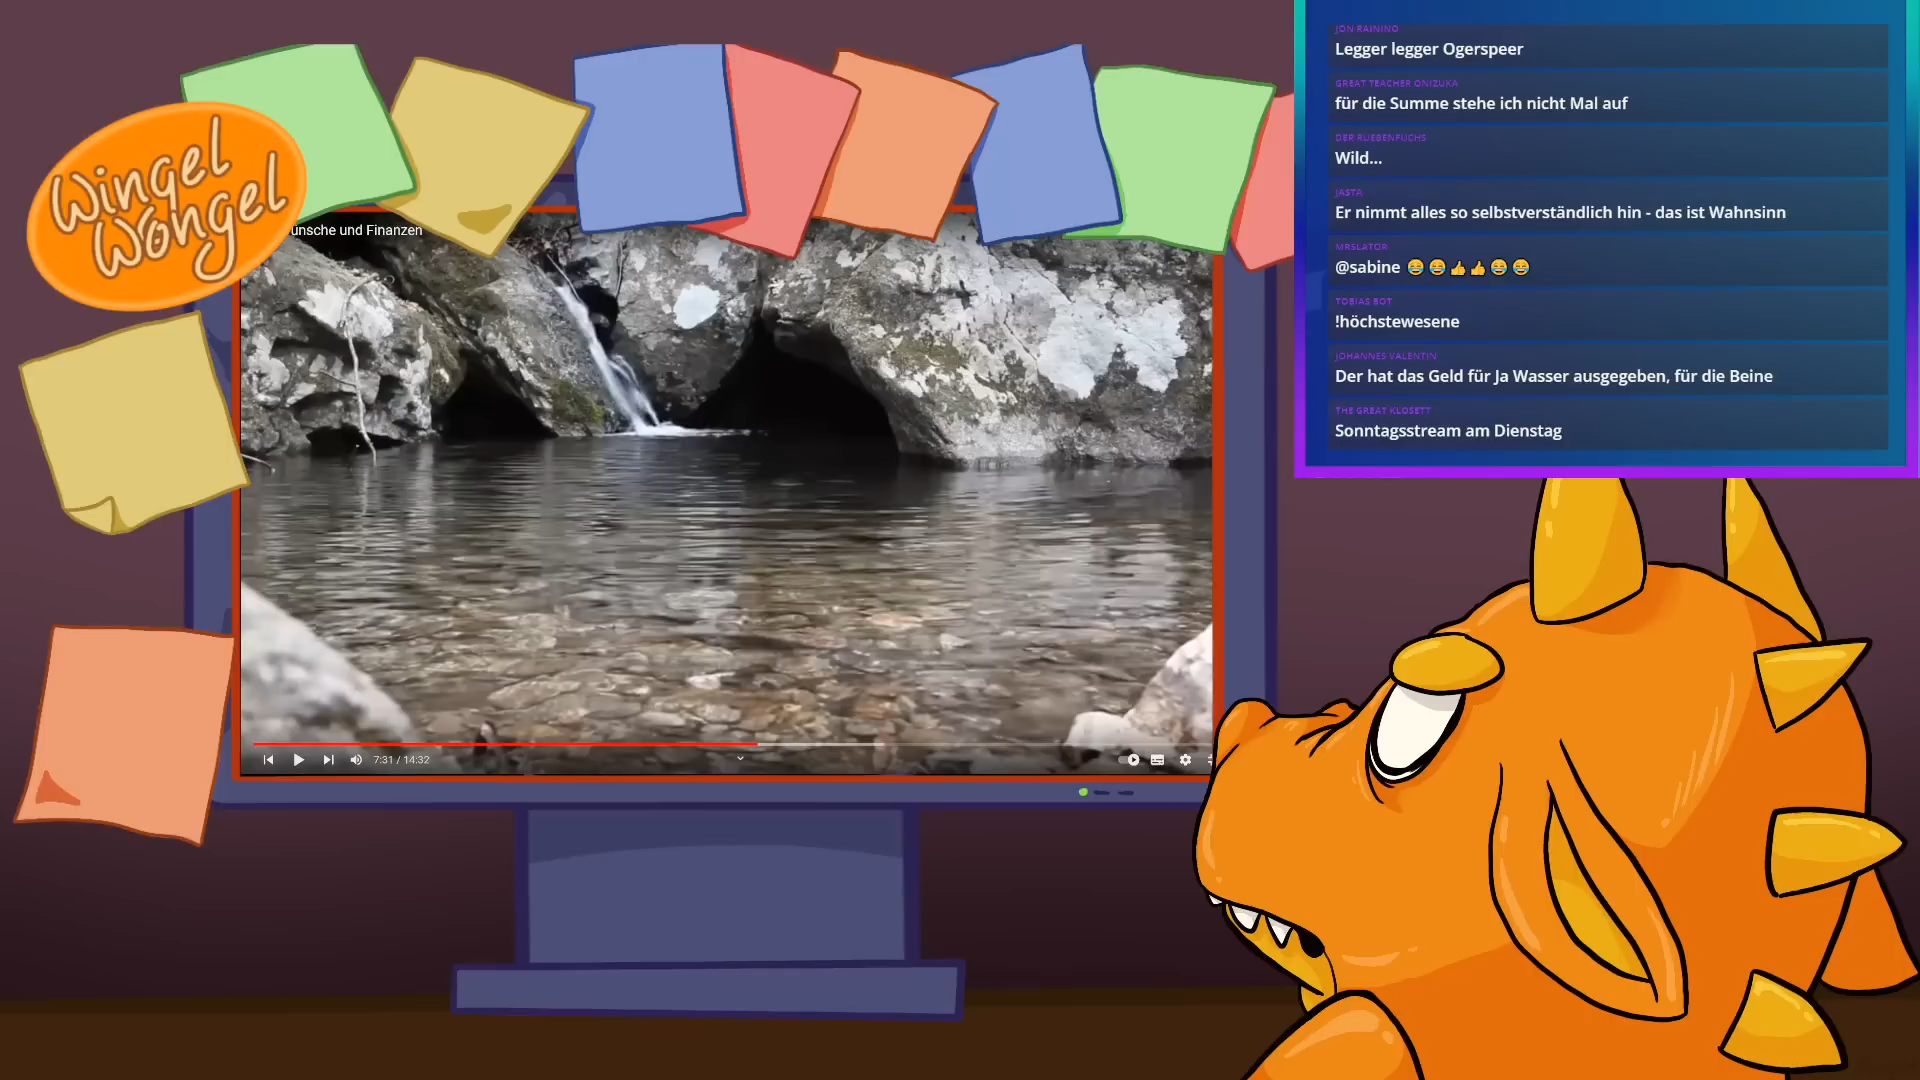 Wingel
Wongel
ünsche und Finanzen
7:31 / 14:32
JON RAINING
Legger legger Ogerspeer
GREAT TEACHER ONIZUKA
für die Summe stehe ich nicht Mal auf
DER RUEBENFUCHS
Wild...
JASTA
Er nimmt alles so selbstverständlich hin - das ist Wahnsinn
MRSLATOR
@sabine 😂😂👍👍😂😂
TOBIAS BOT
!höchstewesene
JOHANNES VALENTIN
Der hat das Geld für Ja Wasser ausgegeben, für die Beine
THE GREAT KLOSETT
Sonntagsstream am Dienstag